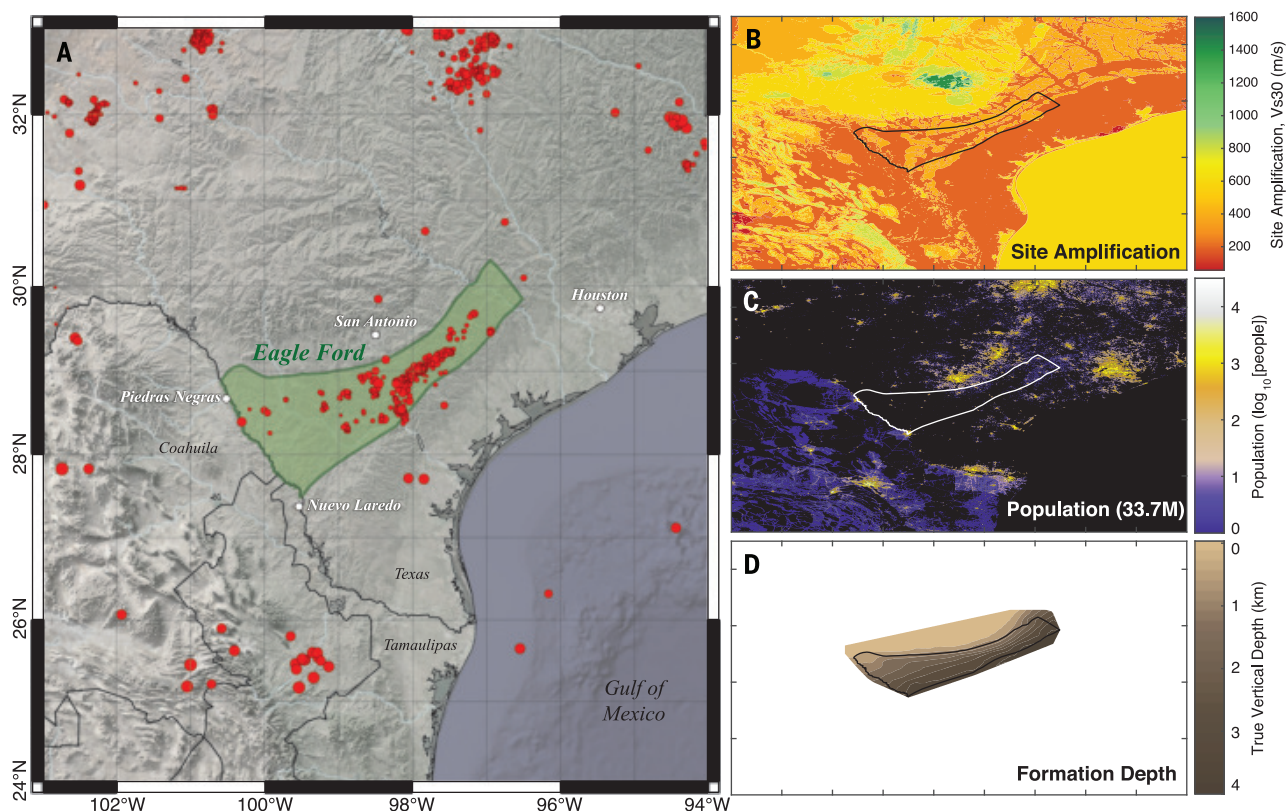 A
32°N
30°N
28°N
26°N
24°N
102°W
100°W
98°W
96°W
94°W
Houston
San Antonio
Eagle Ford
Piedras Negras
Coahuila
Nuevo Laredo
Texas
Tamaulipas
Gulf of
Mexico
B
Site Amplification
1600
1400
1200
1000
800
600
400
200
Site Amplification, Vs30 (m/s)
C
Population (33.7M)
4
3
2
1
0
Population (log10[people])
D
Formation Depth
0
1
2
3
4
True Vertical Depth (km)